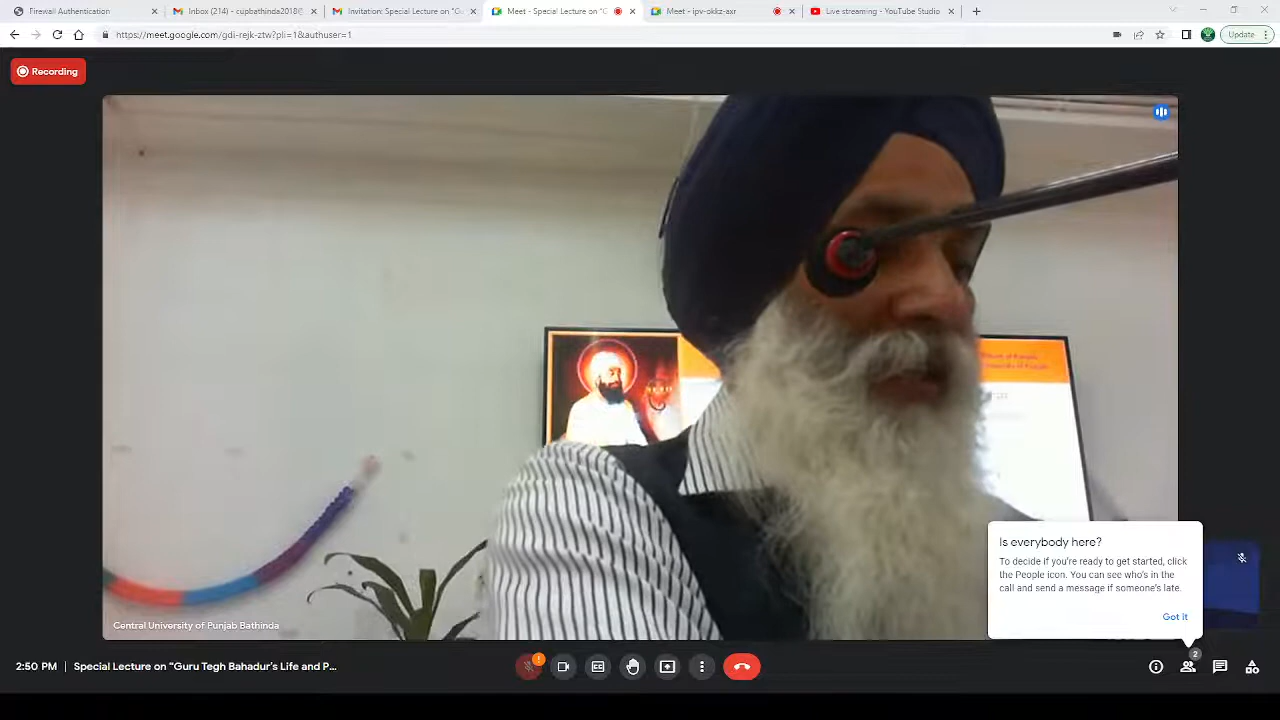 Firewall Authentication
Inbox (214) - cupbathinda2018@
Invitation: Special Lecture on "Gu
Meet - Special Lecture on "G
Meet - ipv-okkz-axr
Live streaming - YouTube Studio
https://meet.google.com/gdi-rejk-ztw?pli=1&authuser=1
Update
Recording
Central University of Punjab Bathinda
Is everybody here?
To decide if you're ready to get started, click
the People icon. You can see who's in the
call and send a message if someone's late.
Got it
2:50 PM | Special Lecture on "Guru Tegh Bahadur's Life and P...
2